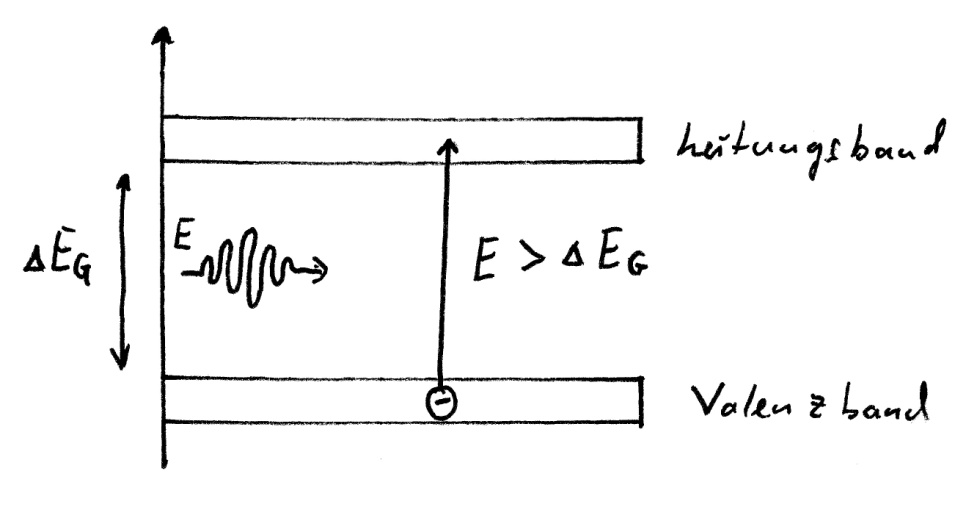 Leitungsband
E
ΔE_G
E > ΔE_G
⊖
Valenzband